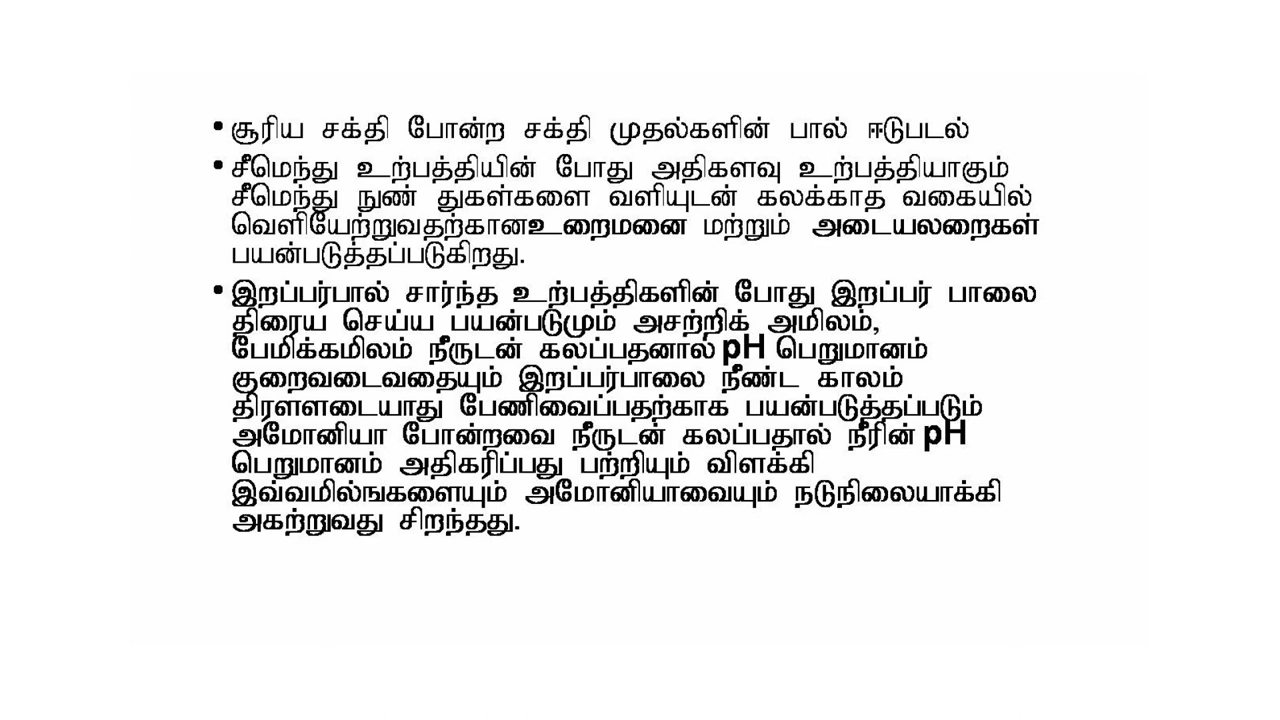 • சூரிய சக்தி போன்ற சக்தி முதல்களின் பால் ஈடுபடல்
• சீமெந்து உற்பத்தியின் போது அதிகளவு உற்பத்தியாகும்
சீமெந்து நுண் துகள்களை வளியுடன் கலக்காத வகையில்
வெளியேற்றுவதற்கானஉறைமனை மற்றும் அடையலறைகள்
பயன்படுத்தப்படுகிறது.
• இறப்பர்பால் சார்ந்த உற்பத்திகளின் போது இறப்பர் பாலை
திரைய செய்ய பயன்படுமும் அசற்றிக் அமிலம்,
பேமிக்கமிலம் நீருடன் கலப்பதனால் pH பெறுமானம்
குறைவடைவதையும் இறப்பர்பாலை நீண்ட காலம்
திரளளடையாது பேணிவைப்பதற்காக பயன்படுத்தப்படும்
அமோனியா போன்றவை நீருடன் கலப்பதால் நீரின் pH
பெறுமானம் அதிகரிப்பது பற்றியும் விளக்கி
இவ்வமில்ஙகளையும் அமோனியாவையும் நடுநிலையாக்கி
அகற்றுவது சிறந்தது.